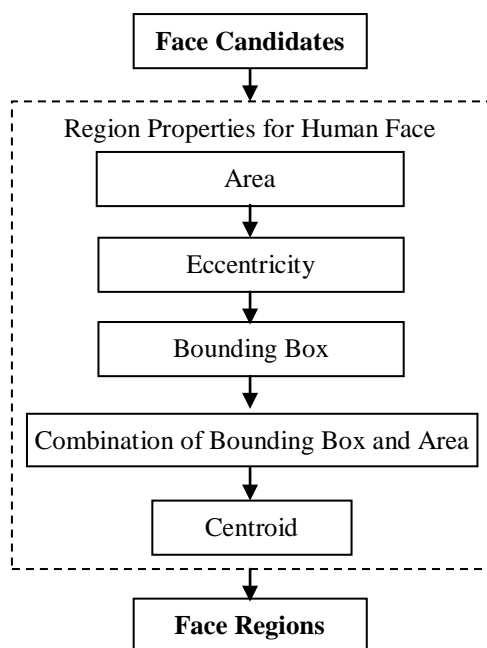 Face Candidates
Region Properties for Human Face
Area
Eccentricity
Bounding Box
Combination of Bounding Box and Area
Centroid
Face Regions